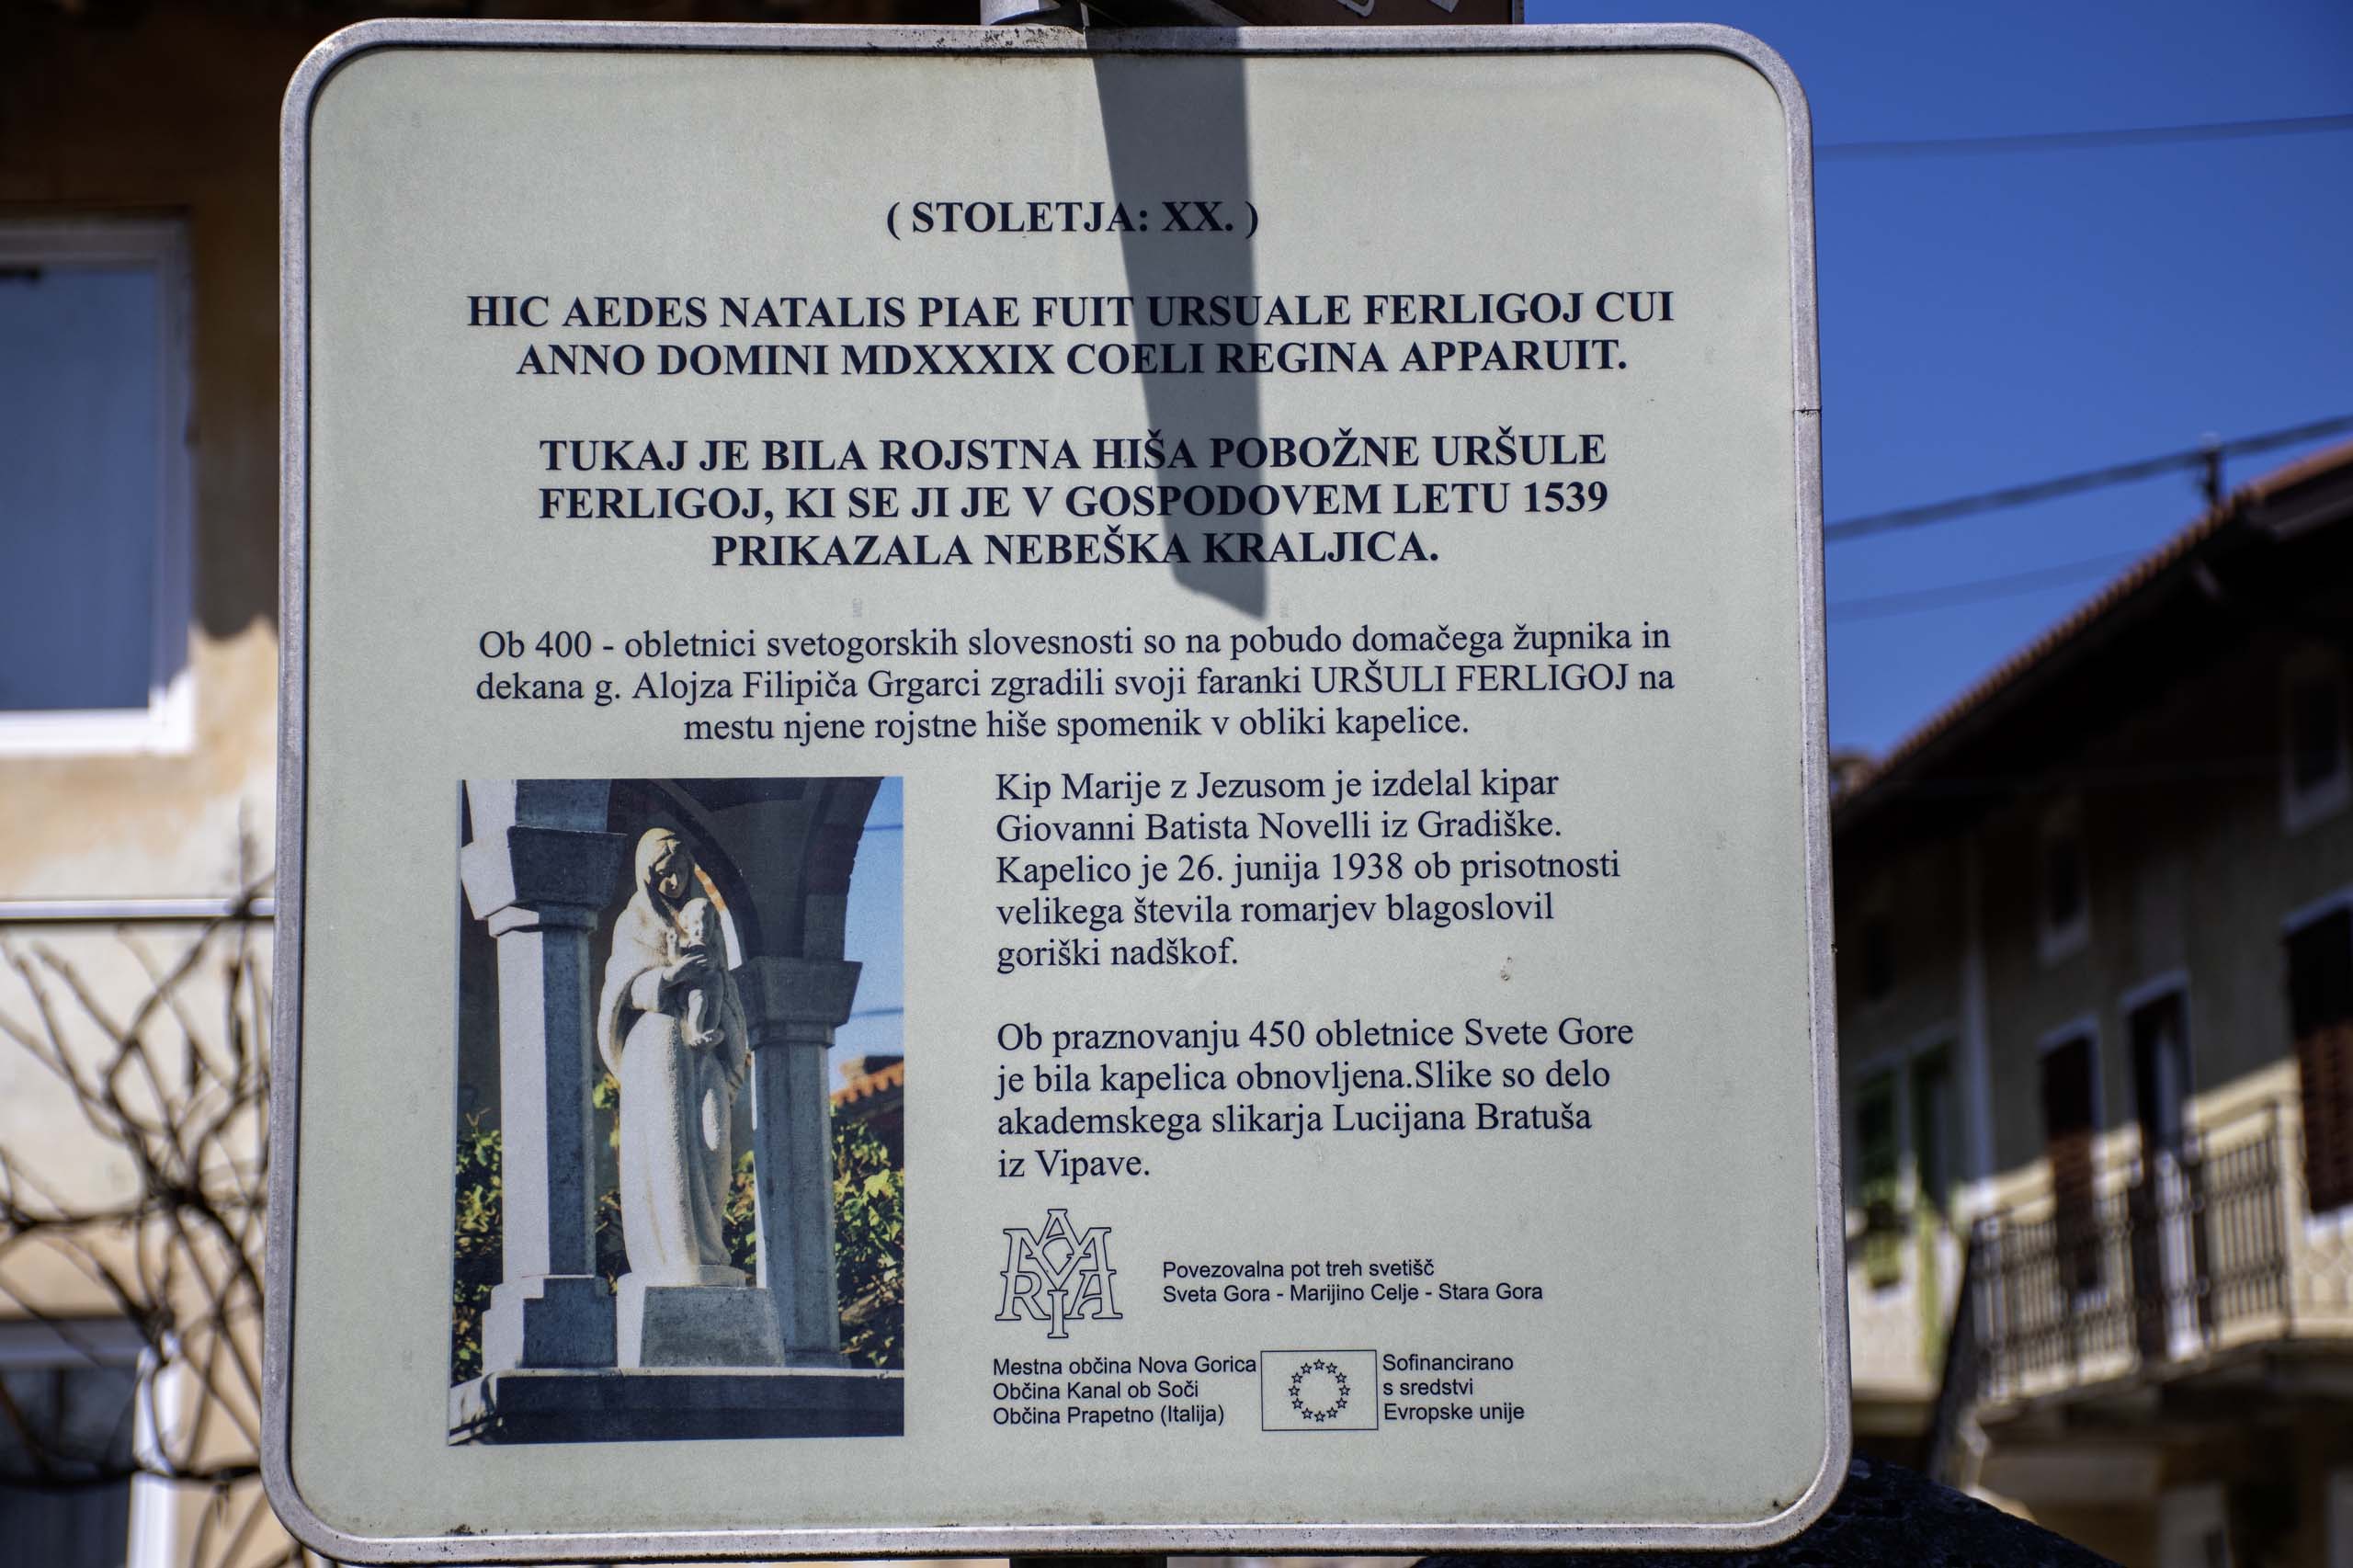 ( STOLETJA: XX. )
HIC AEDES NATALIS PIAE FUIT URSUALE FERLIGOJ CUI
ANNO DOMINI MDXXXIX COELI REGINA APPARUIT.
TUKAJ JE BILA ROJSTNA HIŠA POBOŽNE URŠULE
FERLIGOJ, KI SE JI JE V GOSPODOVEM LETU 1539
PRIKAZALA NEBEŠKA KRALJICA.
Ob 400 - obletnici svetogorskih slovesnosti so na pobudo domačega župnika in
dekana g. Alojza Filipiča Grgarci zgradili svoji faranki URŠULI FERLIGOJ na
mestu njene rojstne hiše spomenik v obliki kapelice.
Kip Marije z Jezusom je izdelal kipar
Giovanni Batista Novelli iz Gradiške.
Kapelico je 26. junija 1938 ob prisotnosti
velikega števila romarjev blagoslovil
goriški nadškof.
Ob praznovanju 450 obletnice Svete Gore
je bila kapelica obnovljena.Slike so delo
akademskega slikarja Lucijana Bratuša
iz Vipave.
MARIA
Povezovalna pot treh svetišč
Sveta Gora - Marijino Celje - Stara Gora
Mestna občina Nova Gorica
Občina Kanal ob Soči
Občina Prapetno (Italija)
Sofinancirano
s sredstvi
Evropske unije